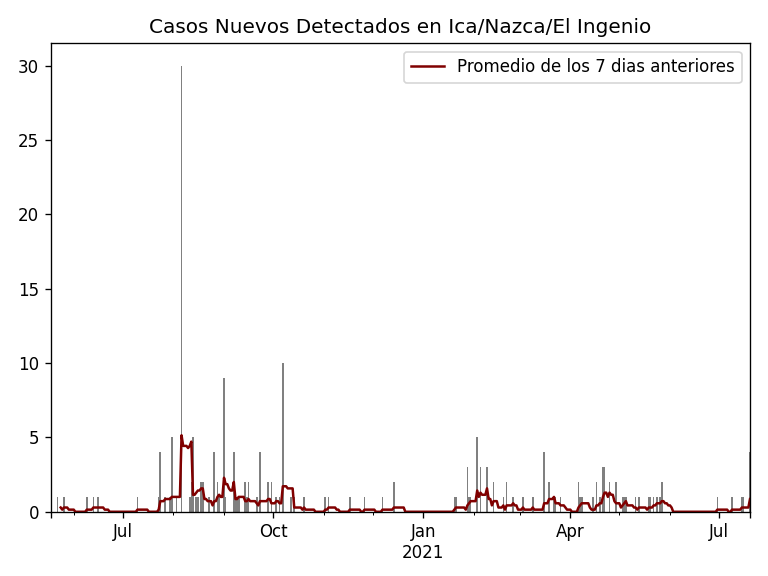 Casos Nuevos Detectados en Ica/Nazca/El Ingenio
Promedio de los 7 dias anteriores
30
25
20
15
10
5
0
Jul Oct Jan Apr Jul
2021